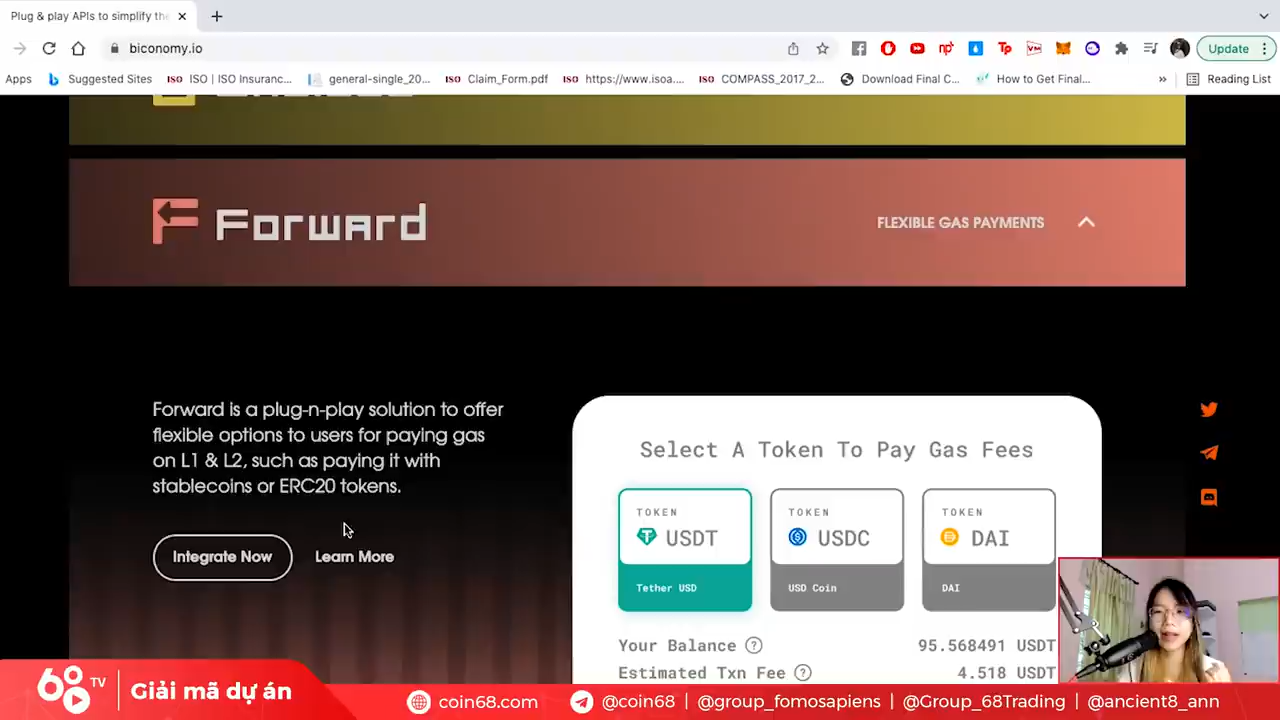 Plug & play APIs to simplify the
biconomy.io
Update
Apps
Suggested Sites
ISO ISO | ISO Insuranc...
general-single_20...
ISO Claim_Form.pdf
ISO https://www.isoa....
ISO COMPASS_2017_2...
Download Final C...
How to Get Final...
»
Reading List
Forward
FLEXIBLE GAS PAYMENTS
Forward is a plug-n-play solution to offer
flexible options to users for paying gas
on L1 & L2, such as paying it with
stablecoins or ERC20 tokens.
Integrate Now
Learn More
Select A Token To Pay Gas Fees
TOKEN
USDT
Tether USD
TOKEN
USDC
USD Coin
TOKEN
DAI
DAI
Your Balance ? 95.568491 USDT
Estimated Txn Fee ? 4.518 USDT
68 TV
Giải mã dự án
coin68.com
@coin68 | @group_fomosapiens | @Group_68Trading | @ancient8_ann